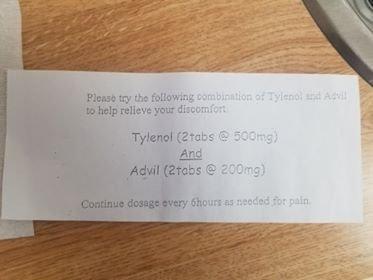 Please try the following combination of Tylenol and Advil
to help relieve your discomfort.
Tylenol (2tabs @ 500mg)
And
Advil (2tabs @ 200mg)
Continue dosage every 6hours as needed for pain.